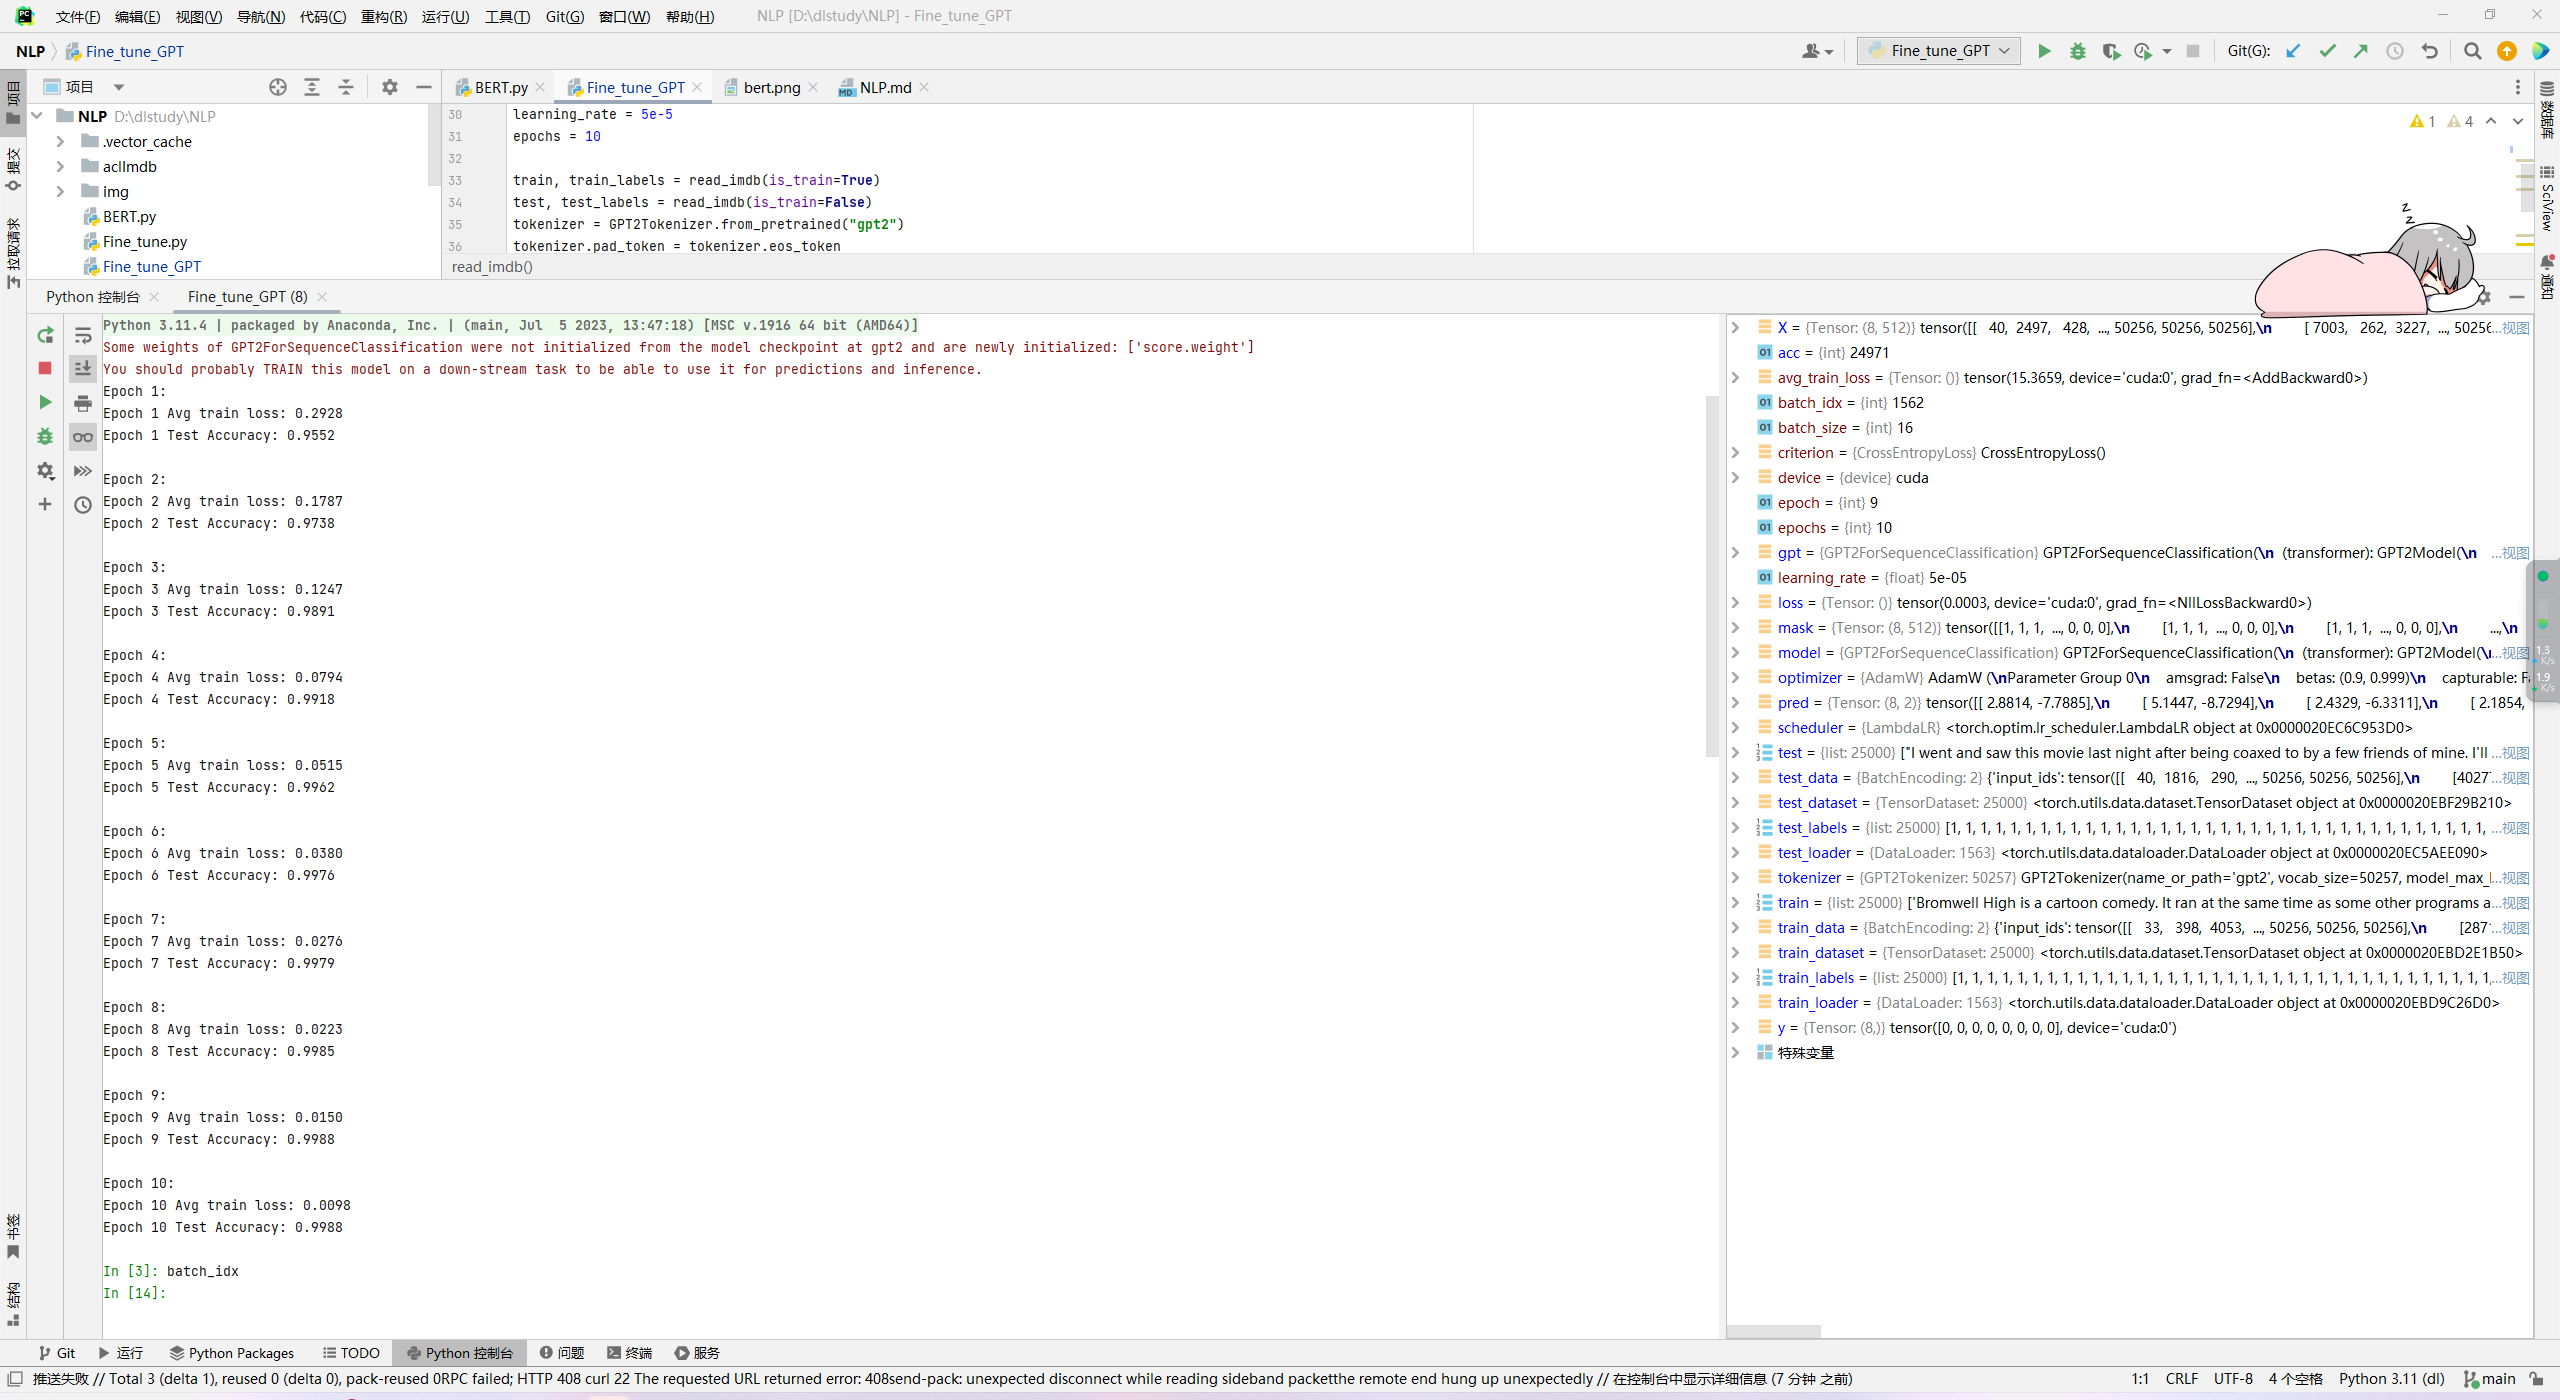 文件(F) 编辑(E) 视图(V) 导航(N) 代码(C) 重构(R) 运行(U) 工具(T) Git(G) 窗口(W) 帮助(H) NLP [D:\dlstudy\NLP] - Fine_tune_GPT
NLP Fine_tune_GPT
Fine_tune_GPT Git(G):
项目
BERT.py Fine_tune_GPT bert.png NLP.md
NLP D:\dlstudy\NLP
.vector_cache
aclImdb
img
BERT.py
Fine_tune.py
Fine_tune_GPT
30 learning_rate = 5e-5
31 epochs = 10
32
33 train, train_labels = read_imdb(is_train=True)
34 test, test_labels = read_imdb(is_train=False)
35 tokenizer = GPT2Tokenizer.from_pretrained("gpt2")
36 tokenizer.pad_token = tokenizer.eos_token
1 4
read_imdb()
项目
提交
拉取请求
书签
结构
数据库
SciView
通知
z
z
Python 控制台 Fine_tune_GPT (8)
Python 3.11.4 | packaged by Anaconda, Inc. | (main, Jul  5 2023, 13:47:18) [MSC v.1916 64 bit (AMD64)]
Some weights of GPT2ForSequenceClassification were not initialized from the model checkpoint at gpt2 and are newly initialized: ['score.weight']
You should probably TRAIN this model on a down-stream task to be able to use it for predictions and inference.
Epoch 1:
Epoch 1 Avg train loss: 0.2928
Epoch 1 Test Accuracy: 0.9552
Epoch 2:
Epoch 2 Avg train loss: 0.1787
Epoch 2 Test Accuracy: 0.9738
Epoch 3:
Epoch 3 Avg train loss: 0.1247
Epoch 3 Test Accuracy: 0.9891
Epoch 4:
Epoch 4 Avg train loss: 0.0794
Epoch 4 Test Accuracy: 0.9918
Epoch 5:
Epoch 5 Avg train loss: 0.0515
Epoch 5 Test Accuracy: 0.9962
Epoch 6:
Epoch 6 Avg train loss: 0.0380
Epoch 6 Test Accuracy: 0.9976
Epoch 7:
Epoch 7 Avg train loss: 0.0276
Epoch 7 Test Accuracy: 0.9979
Epoch 8:
Epoch 8 Avg train loss: 0.0223
Epoch 8 Test Accuracy: 0.9985
Epoch 9:
Epoch 9 Avg train loss: 0.0150
Epoch 9 Test Accuracy: 0.9988
Epoch 10:
Epoch 10 Avg train loss: 0.0098
Epoch 10 Test Accuracy: 0.9988
In [3]: batch_idx
In [14]:
X = {Tensor: (8, 512)} tensor([[   40,  2497,   428,  ..., 50256, 50256, 50256],\n        [ 7003,   262,  3227,  ..., 50256...视图
acc = {int} 24971
avg_train_loss = {Tensor: ()} tensor(15.3659, device='cuda:0', grad_fn=<AddBackward0>)
batch_idx = {int} 1562
batch_size = {int} 16
criterion = {CrossEntropyLoss} CrossEntropyLoss()
device = {device} cuda
epoch = {int} 9
epochs = {int} 10
gpt = {GPT2ForSequenceClassification} GPT2ForSequenceClassification(\n  (transformer): GPT2Model(\n ...视图
learning_rate = {float} 5e-05
loss = {Tensor: ()} tensor(0.0003, device='cuda:0', grad_fn=<NllLossBackward0>)
mask = {Tensor: (8, 512)} tensor([[1, 1, 1,  ..., 0, 0, 0],\n        [1, 1, 1,  ..., 0, 0, 0],\n        [1, 1, 1,  ..., 0, 0, 0],\n        ...,\n
model = {GPT2ForSequenceClassification} GPT2ForSequenceClassification(\n  (transformer): GPT2Model(\r...视图
optimizer = {AdamW} AdamW (\nParameter Group 0\n    amsgrad: False\n    betas: (0.9, 0.999)\n    capturable: F
pred = {Tensor: (8, 2)} tensor([[ 2.8814, -7.7885],\n        [ 5.1447, -8.7294],\n        [ 2.4329, -6.3311],\n        [ 2.1854,
scheduler = {LambdaLR} <torch.optim.lr_scheduler.LambdaLR object at 0x0000020EC6C953D0>
test = {list: 25000} ["I went and saw this movie last night after being coaxed to by a few friends of mine. I'll ...视图
test_data = {BatchEncoding: 2} {'input_ids': tensor([[   40,  1816,   290,  ..., 50256, 50256, 50256],\n        [4027...视图
test_dataset = {TensorDataset: 25000} <torch.utils.data.dataset.TensorDataset object at 0x0000020EBF29B210>
test_labels = {list: 25000} [1, 1, 1, 1, 1, 1, 1, 1, 1, 1, 1, 1, 1, 1, 1, 1, 1, 1, 1, 1, 1, 1, 1, 1, 1, 1, 1, 1, 1, 1, 1, 1, 1, 1, 1, 1, ...视图
test_loader = {DataLoader: 1563} <torch.utils.data.dataloader.DataLoader object at 0x0000020EC5AEE090>
tokenizer = {GPT2Tokenizer: 50257} GPT2Tokenizer(name_or_path='gpt2', vocab_size=50257, model_max_l...视图
train = {list: 25000} ['Bromwell High is a cartoon comedy. It ran at the same time as some other programs a...视图
train_data = {BatchEncoding: 2} {'input_ids': tensor([[   33,   398,  4053,  ..., 50256, 50256, 50256],\n        [287...视图
train_dataset = {TensorDataset: 25000} <torch.utils.data.dataset.TensorDataset object at 0x0000020EBD2E1B50>
train_labels = {list: 25000} [1, 1, 1, 1, 1, 1, 1, 1, 1, 1, 1, 1, 1, 1, 1, 1, 1, 1, 1, 1, 1, 1, 1, 1, 1, 1, 1, 1, 1, 1, 1, 1, 1, 1, 1, 1, ...视图
train_loader = {DataLoader: 1563} <torch.utils.data.dataloader.DataLoader object at 0x0000020EBD9C26D0>
y = {Tensor: (8,)} tensor([0, 0, 0, 0, 0, 0, 0, 0], device='cuda:0')
特殊变量
1.3
K/s
1.9
K/s
Git 运行 Python Packages TODO Python 控制台 问题 终端 服务
推送失败 // Total 3 (delta 1), reused 0 (delta 0), pack-reused 0RPC failed; HTTP 408 curl 22 The requested URL returned error: 408send-pack: unexpected disconnect while reading sideband packetthe remote end hung up unexpectedly // 在控制台中显示详细信息 (7 分钟 之前) 1:1 CRLF UTF-8 4 个空格 Python 3.11 (dl) main